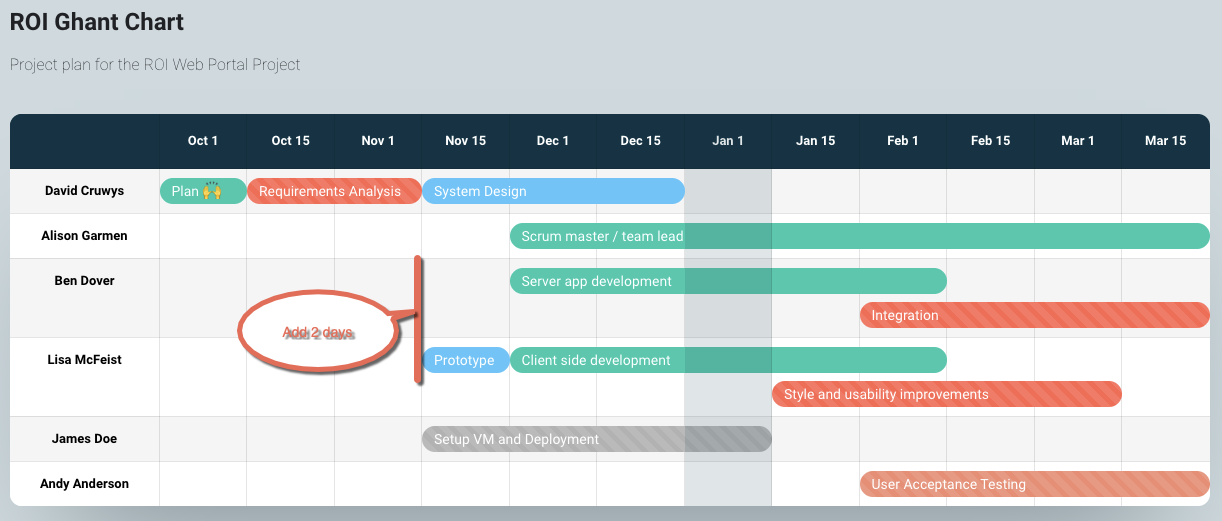 ROI Ghant Chart
Project plan for the ROI Web Portal Project
Oct 1 Oct 15 Nov 1 Nov 15 Dec 1 Dec 15 Jan 1 Jan 15 Feb 1 Feb 15 Mar 1 Mar 15
David Cruwys Plan 🙌 Requirements Analysis System Design
Alison Garmen Scrum master / team lead
Ben Dover Server app development
Integration
Add 2 days
Lisa McFeist Prototype Client side development
Style and usability improvements
James Doe Setup VM and Deployment
Andy Anderson User Acceptance Testing